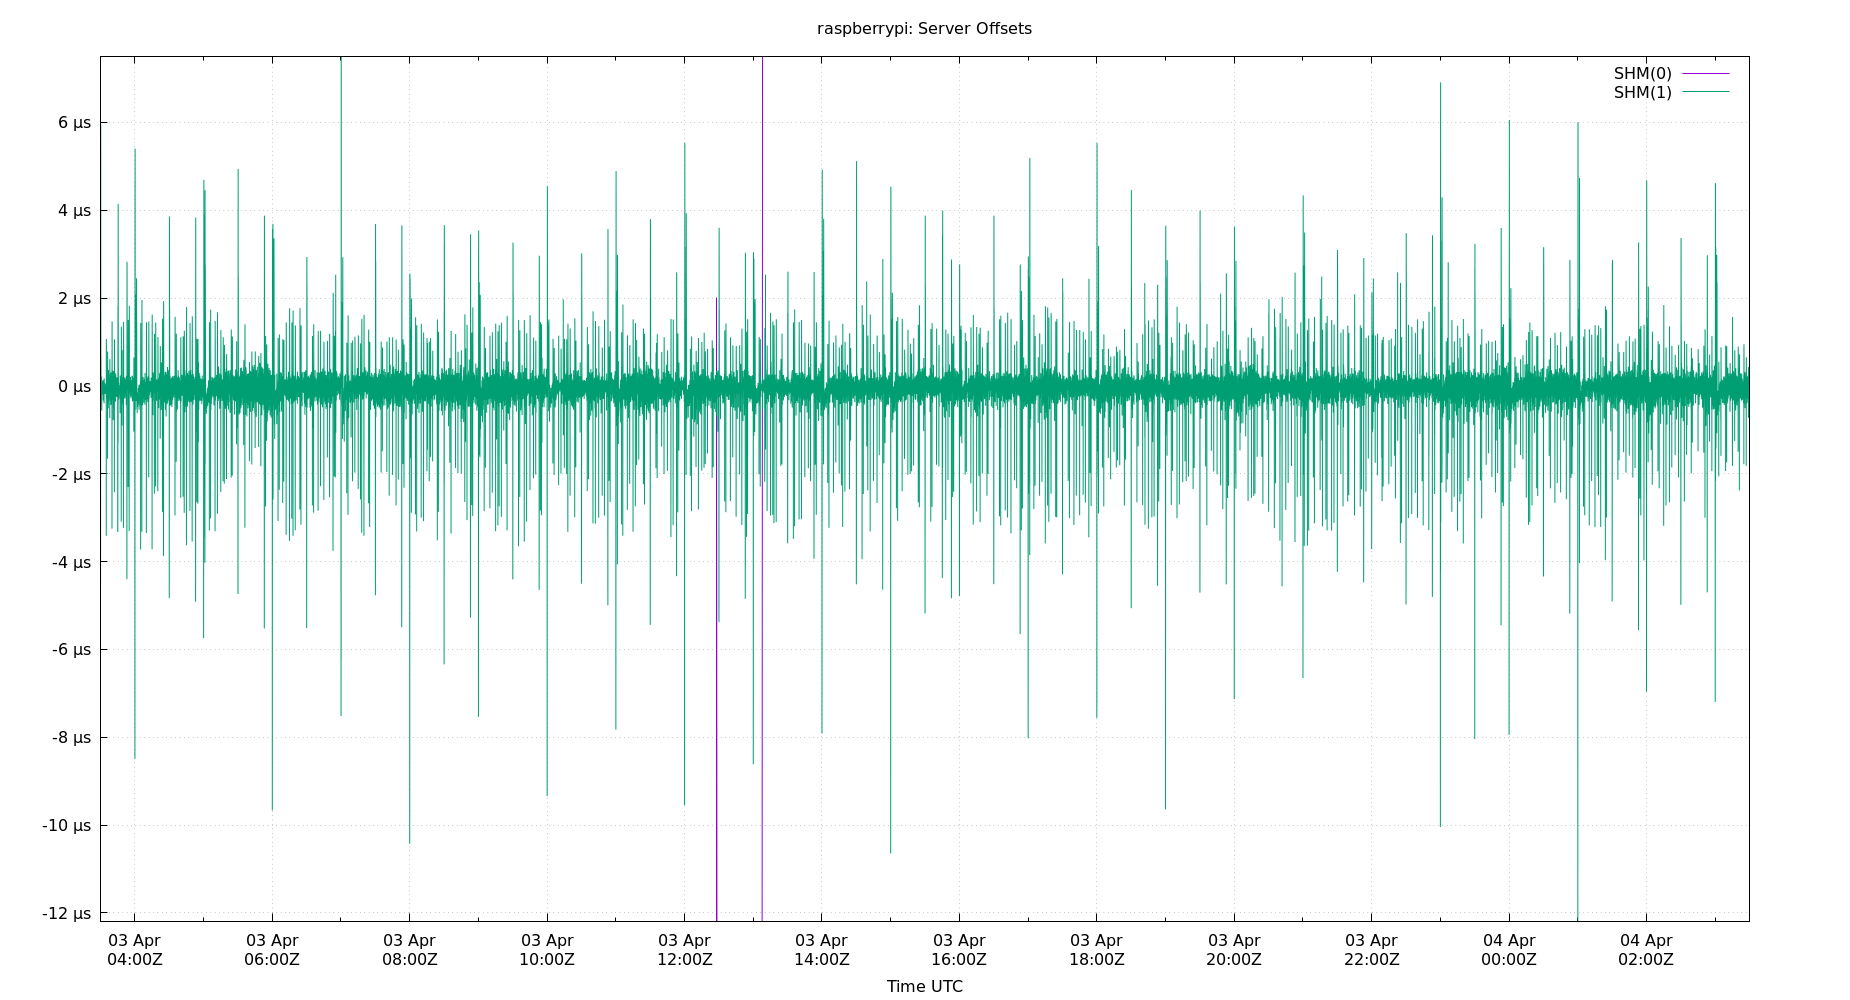 raspberrypi: Server Offsets
SHM(0)
SHM(1)
6 µs
4 µs
2 µs
0 µs
-2 µs
-4 µs
-6 µs
-8 µs
-10 µs
-12 µs
03 Apr 03 Apr 03 Apr 03 Apr 03 Apr 03 Apr 03 Apr 03 Apr 03 Apr 03 Apr 04 Apr 04 Apr
04:00Z 06:00Z 08:00Z 10:00Z 12:00Z 14:00Z 16:00Z 18:00Z 20:00Z 22:00Z 00:00Z 02:00Z
Time UTC